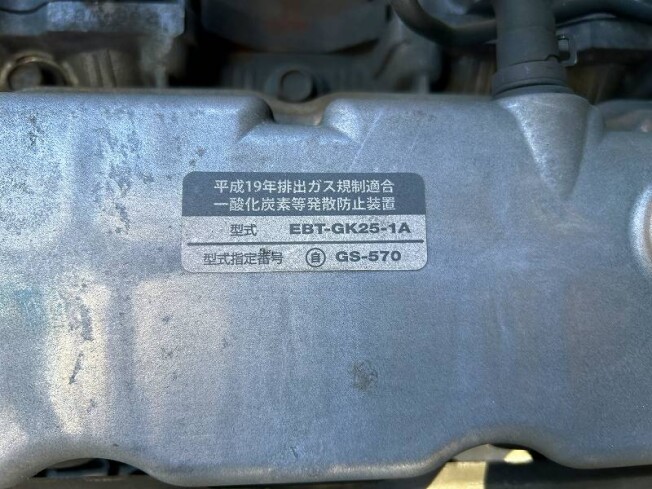 平成19年排出ガス規制適合
一酸化炭素等発散防止装置
型式 EBT-GK25-1A
型式指定番号 自 GS-570